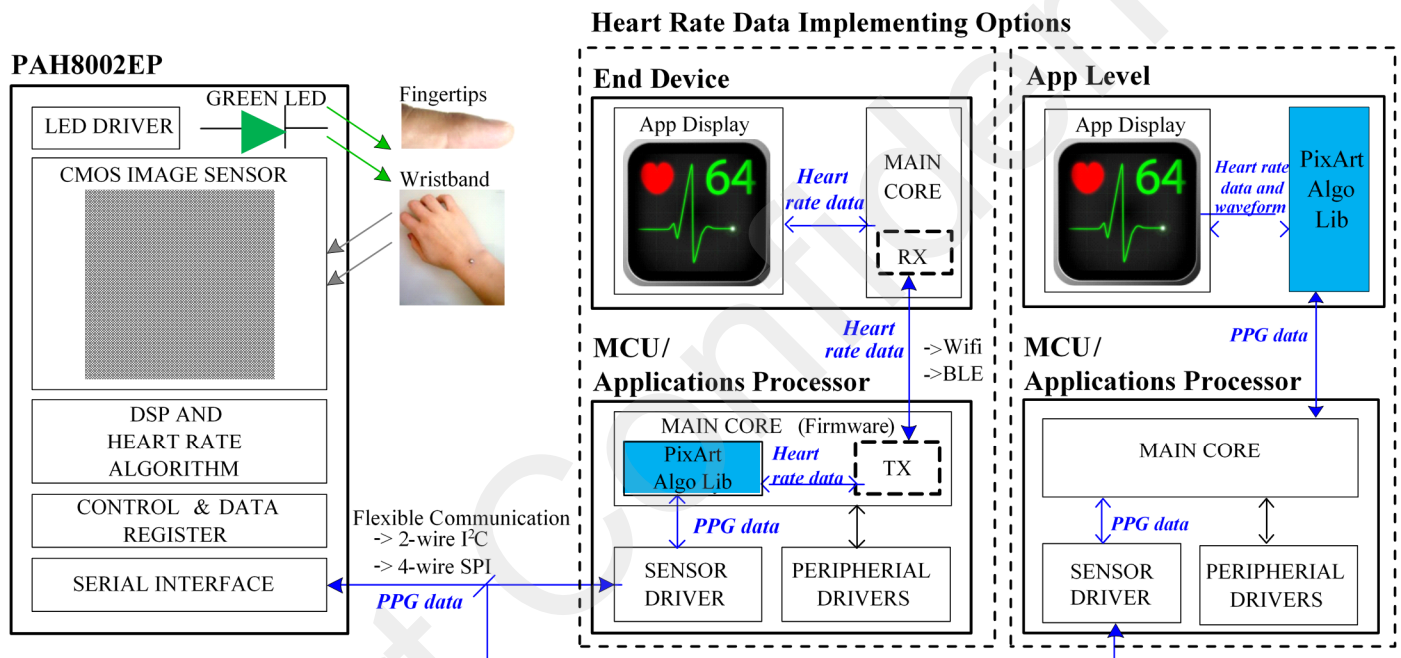 Heart Rate Data Implementing Options
PAH8002EP
GREEN LED
LED DRIVER
Fingertips
CMOS IMAGE SENSOR
Wristband
DSP AND
HEART RATE
ALGORITHM
CONTROL & DATA
REGISTER
SERIAL INTERFACE
Flexible Communication
-> 2-wire I²C
-> 4-wire SPI
PPG data
End Device
App Display
64
Heart
rate data
MAIN
CORE
RX
Heart
rate data
->Wifi
->BLE
MCU/
Applications Processor
MAIN CORE (Firmware)
PixArt
Algo Lib
Heart
rate data
TX
PPG data
SENSOR
DRIVER
PERIPHERIAL
DRIVERS
App Level
App Display
64
Heart rate
data and
waveform
PixArt
Algo
Lib
PPG data
MCU/
Applications Processor
MAIN CORE
PPG data
SENSOR
DRIVER
PERIPHERIAL
DRIVERS